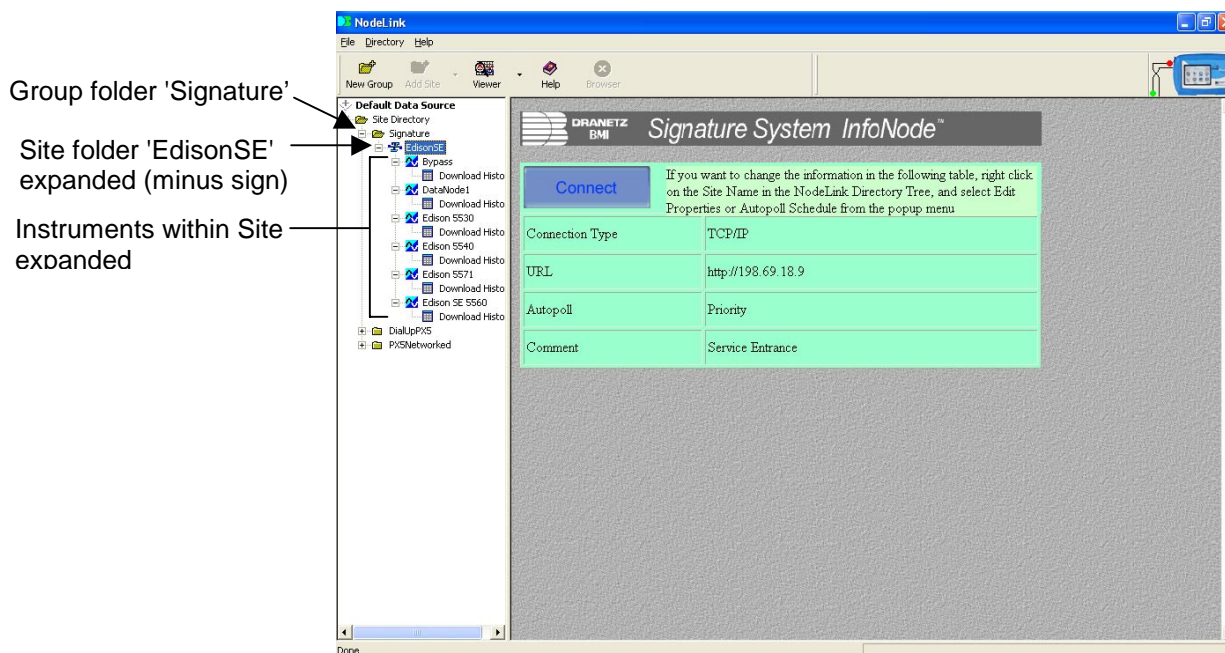 Group folder 'Signature'
Site folder 'EdisonSE'
expanded (minus sign)
Instruments within Site
expanded
NodeLink
File Directory Help
New Group Add Site Viewer Help Browser
Default Data Source
Site Directory
Signature
EdisonSE
Bypass
Download Histo
DataNode1
Download Histo
Edison 5530
Download Histo
Edison 5540
Download Histo
Edison 5571
Download Histo
Edison SE 5560
Download Histo
DialUpPX5
PX5Networked
DRANETZ
BMI
Signature System InfoNode™
Connect
If you want to change the information in the following table, right click
on the Site Name in the NodeLink Directory Tree, and select Edit
Properties or Autopoll Schedule from the popup menu
Connection Type TCP/IP
URL http://198.69.18.9
Autopoll Priority
Comment Service Entrance
Done